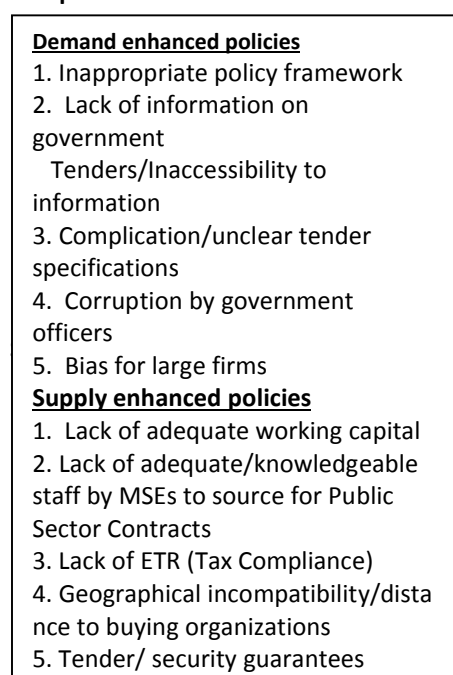 Demand enhanced policies
1. Inappropriate policy framework
2. Lack of information on
government
Tenders/Inaccessibility to
information
3. Complication/unclear tender
specifications
4. Corruption by government
officers
5. Bias for large firms
Supply enhanced policies
1. Lack of adequate working capital
2. Lack of adequate/knowledgeable
staff by MSEs to source for Public
Sector Contracts
3. Lack of ETR (Tax Compliance)
4. Geographical incompatibility/dista
nce to buying organizations
5. Tender/ security guarantees